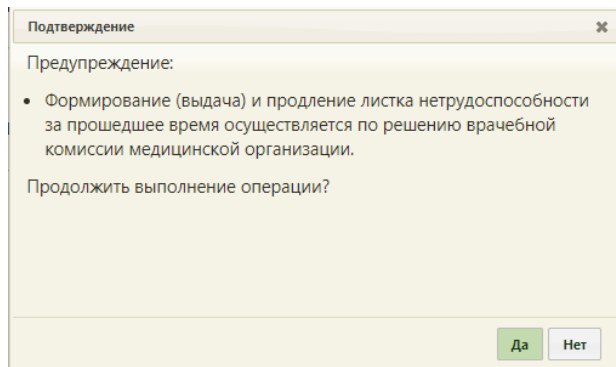 Подтверждение
Предупреждение:
• Формирование (выдача) и продление листка нетрудоспособности
за прошедшее время осуществляется по решению врачебной
комиссии медицинской организации.
Продолжить выполнение операции?
Да Нет